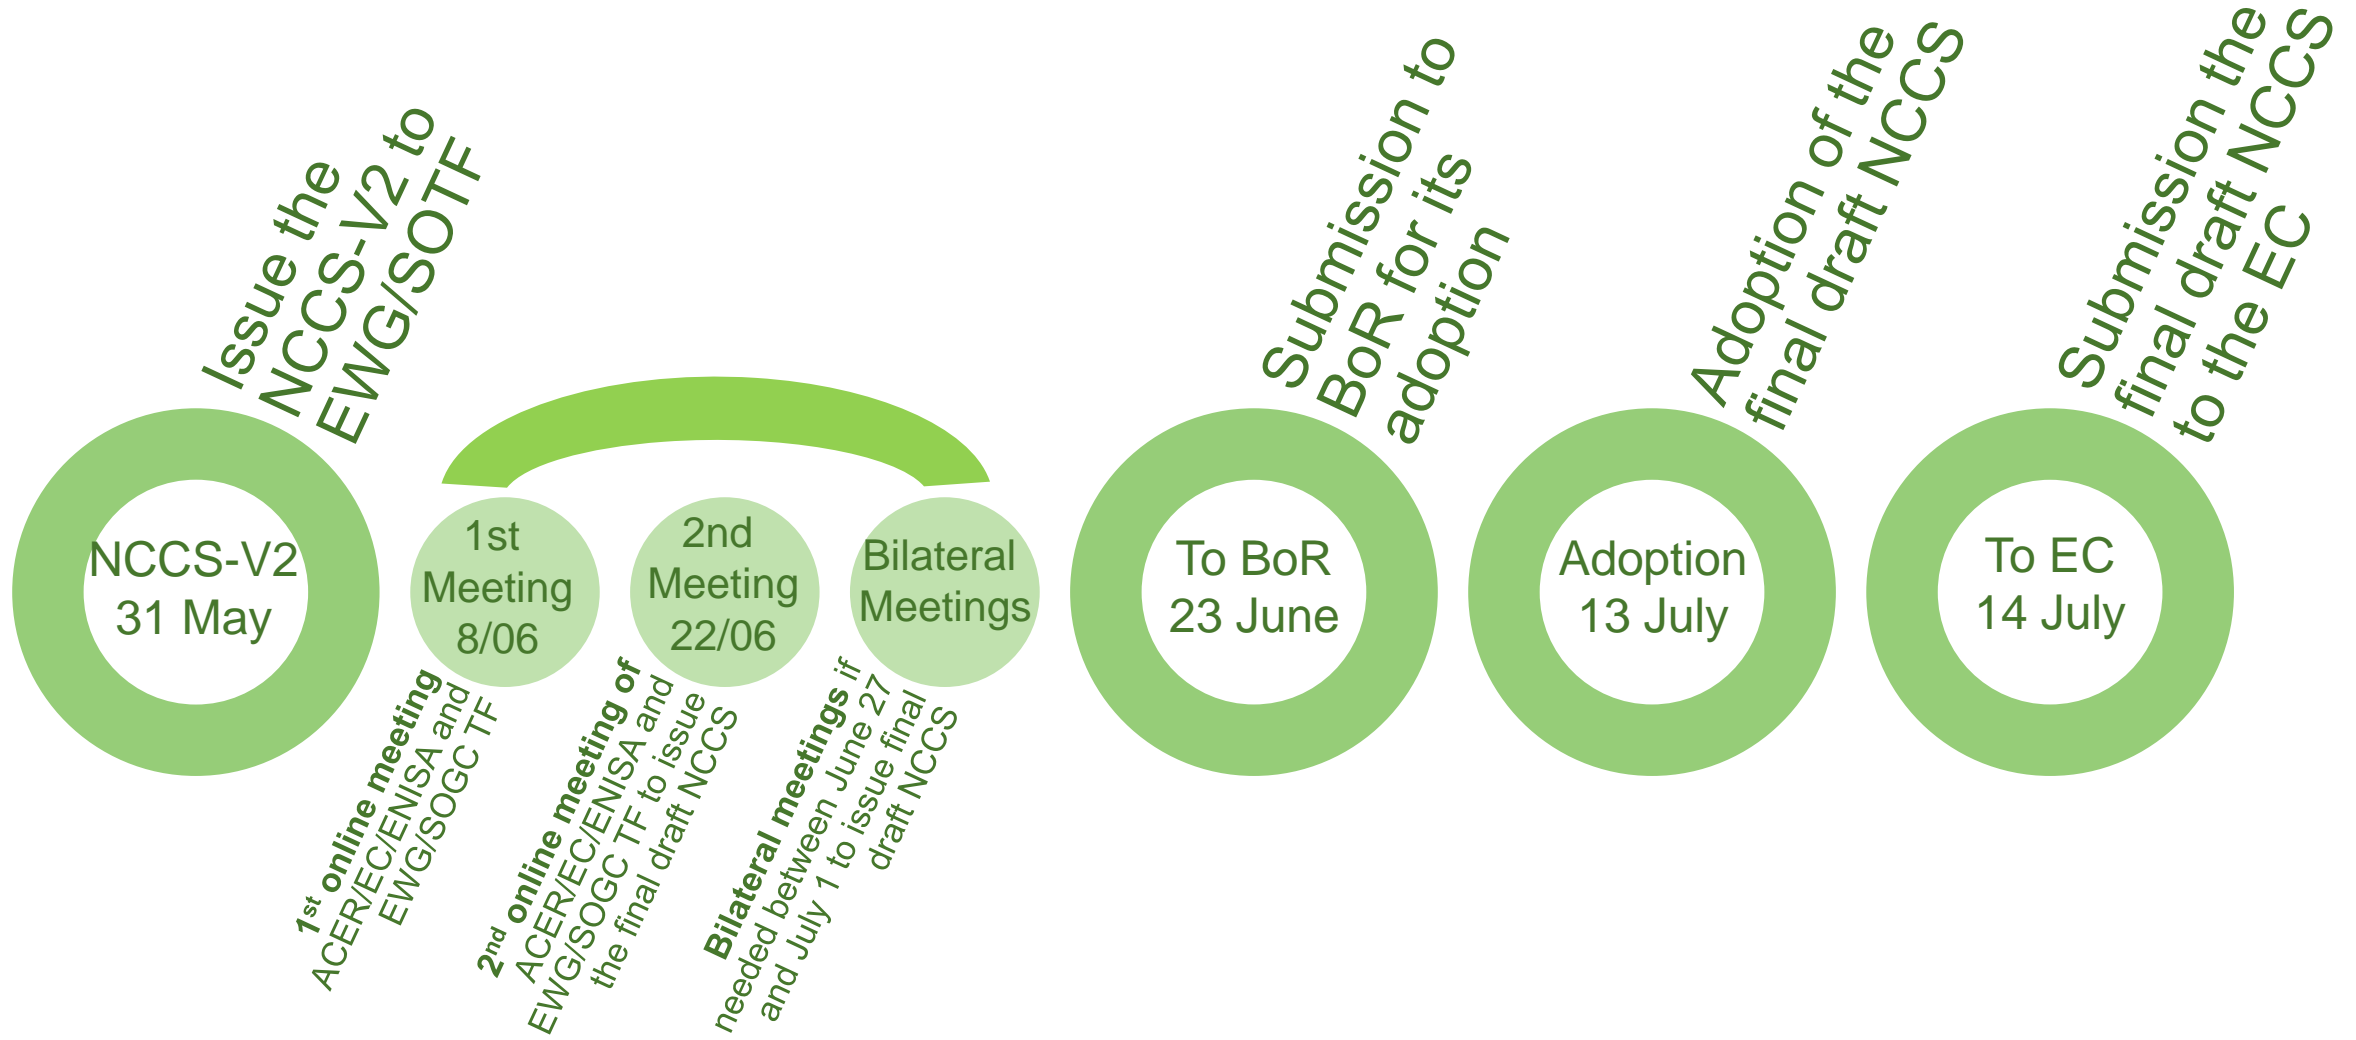 Issue the
NCCS-V2 to
EWG/SOTF
NCCS-V2
31 May
1st
Meeting
8/06
1st online meeting
ACER/EC/ENISA and
EWG/SOGC TF
2nd
Meeting
22/06
2nd online meeting of
ACER/EC/ENISA and
EWG/SOGC TF to issue
the final draft NCCS
Bilateral
Meetings
Bilateral meetings if
needed between June 27
and July 1 to issue final
draft NCCS
Submission to
BoR for its
adoption
To BoR
23 June
Adoption of the
final draft NCCS
Adoption
13 July
Submission the
final draft NCCS
to the EC
To EC
14 July